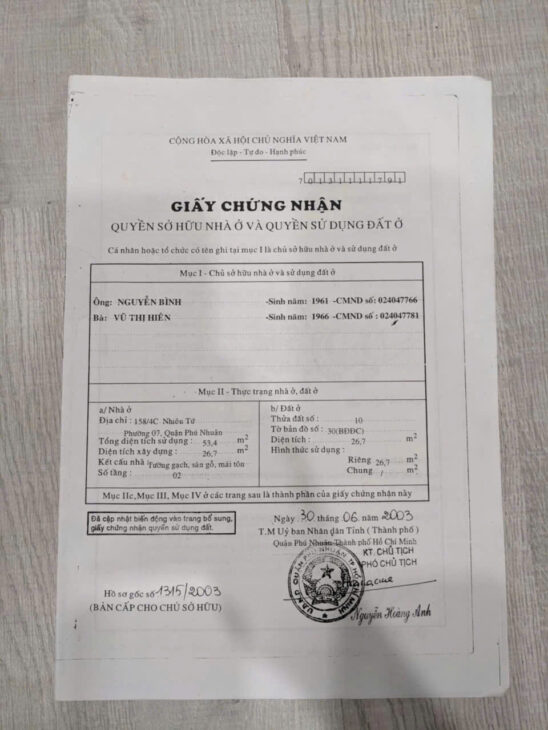 CỘNG HÒA XÃ HỘI CHỦ NGHĨA VIỆT NAM
Độc lập - Tự do - Hạnh phúc
GIẤY CHỨNG NHẬN
QUYỀN SỞ HỮU NHÀ Ở VÀ QUYỀN SỬ DỤNG ĐẤT Ở
Cá nhân hoặc tổ chức có tên ghi tại mục I là chủ sở hữu nhà ở và sử dụng đất ở
Mục I - Chủ sở hữu nhà ở và sử dụng đất ở
Ông: NGUYỄN BÌNH -Sinh năm: 1961 -CMND số: 024047766
Bà: VŨ THỊ HIÊN -Sinh năm: 1966 -CMND số : 024047781
Mục II - Thực trạng nhà ở, đất ở
a/ Nhà ở
Địa chỉ : 158/4C Nhiêu Tứ
Phường 07, Quận Phú Nhuận
Tổng diện tích sử dụng : 53,4 m2
Diện tích xây dựng : 26,7 m2
Kết cấu nhà : Tường gạch, sàn gỗ, mái tôn
Số tầng : 02
b/ Đất ở
Thửa đất số : 10
Tờ bản đồ số : 30(BĐĐC)
Diện tích : 26,7 m2
Hình thức sử dụng :
Riêng 26,7 m2
Chung / m2
Mục IIc, Mục III, Mục IV ở các trang sau là thành phần của giấy chứng nhận này
Đã cập nhật biến động vào trang bổ sung,
giấy chứng nhận quyền sử dụng đất.
Ngày 30 tháng 06 năm 2003
T.M Uỷ ban Nhân dân Tỉnh ( Thành phố )
Quận Phú Nhuận Thành phố Hồ Chí Minh
KT. CHỦ TỊCH
PHÓ CHỦ TỊCH
U.B.N.D QUẬN PHÚ NHUẬN T.P HỒ CHÍ MINH
Hồ sơ gốc số 1315/2003
(BẢN CẤP CHO CHỦ SỞ HỮU)
Nguyễn Hoàng Anh